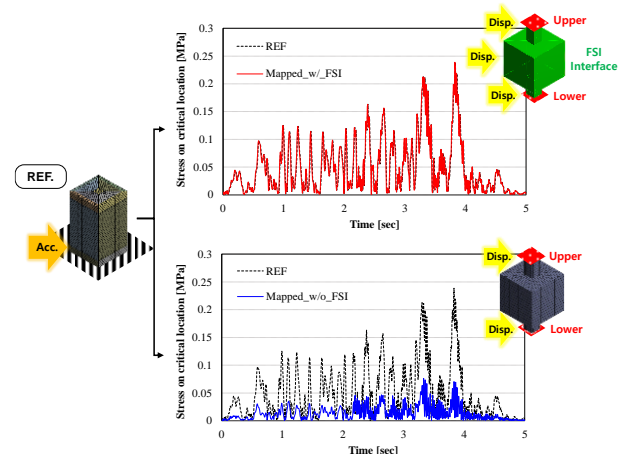 REF.
Acc.
Stress on critical location [MPa]
0.3
0.25
0.2
0.15
0.1
0.05
0
REF
Mapped_w/_FSI
0 1 2 3 4 5
Time [sec]
Disp.
Upper
Disp.
FSI
Interface
Disp.
Lower
Stress on critical location [MPa]
0.3
0.25
0.2
0.15
0.1
0.05
0
REF
Mapped_w/o_FSI
0 1 2 3 4 5
Time [sec]
Disp.
Upper
Disp.
Lower